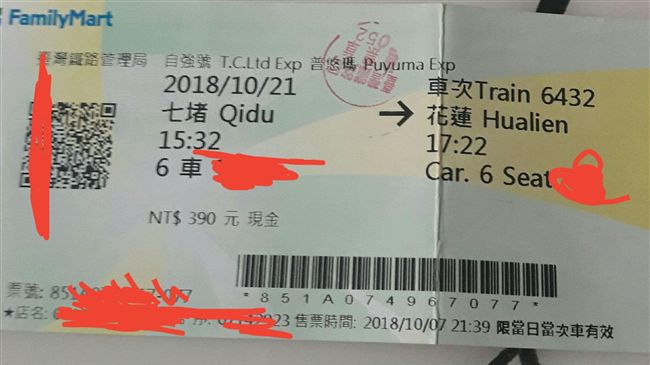 FamilyMart
臺灣鐵路管理局 自強號 T.C.Ltd Exp 普悠瑪 Puyuma Exp
2018/10/21 車次Train 6432
七堵 Qidu → 花蓮 Hualien
15:32 17:22
6 車 Car. 6 Seat
NT$ 390 元 現金
*851A074967077*
票號:
★店名: 售票時間: 2018/10/07 21:39 限當日當次車有效